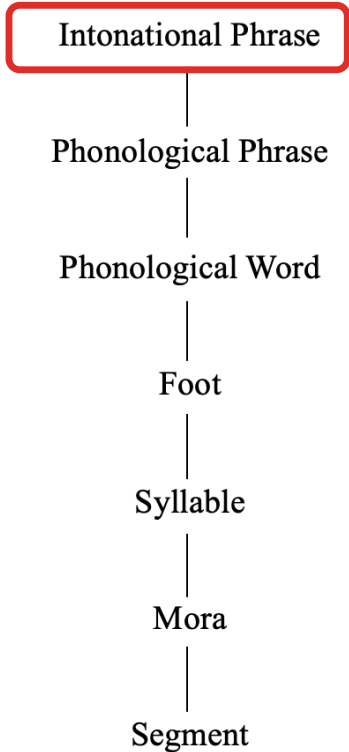 Intonational Phrase
Phonological Phrase
Phonological Word
Foot
Syllable
Mora
Segment